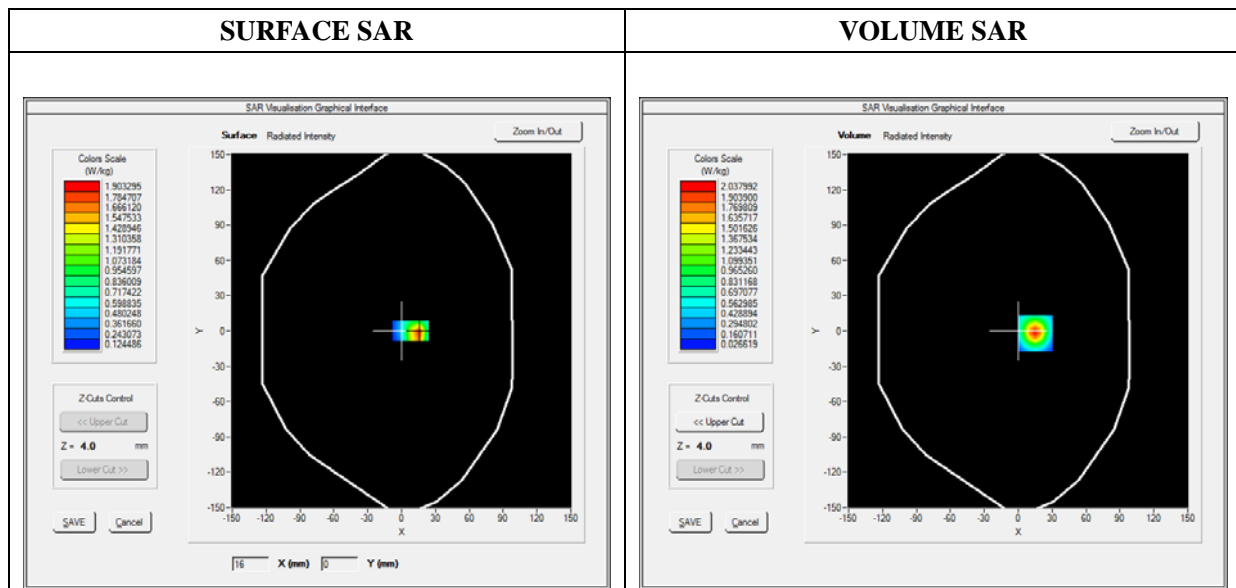 SURFACE SAR
VOLUME SAR
SAR Visualisation Graphical Interface
Surface Radiated Intensity
Zoom In/Out
Colors Scale
(W/kg)
1.903295
1.784707
1.666120
1.547533
1.428946
1.310358
1.191771
1.073184
0.954597
0.836009
0.717422
0.598835
0.480248
0.361660
0.243073
0.124486
Z-Cuts Control
<< Upper Cut
Z = 4.0 mm
Lower Cut >>
SAVE Cancel
150
120
90
60
30
0
-30
-60
-90
-120
-150
Y
-150 -120 -90 -60 -30 0 30 60 90 120 150
X
16 X (mm) 0 Y (mm)
SAR Visualisation Graphical Interface
Volume Radiated Intensity
Zoom In/Out
Colors Scale
(W/kg)
2.037992
1.903900
1.769809
1.635717
1.501626
1.367534
1.233443
1.099351
0.965260
0.831168
0.697077
0.562985
0.428894
0.294802
0.160711
0.026619
Z-Cuts Control
<< Upper Cut
Z = 4.0 mm
Lower Cut >>
SAVE Cancel
150
120
90
60
30
0
-30
-60
-90
-120
-150
Y
-150 -120 -90 -60 -30 0 30 60 90 120 150
X